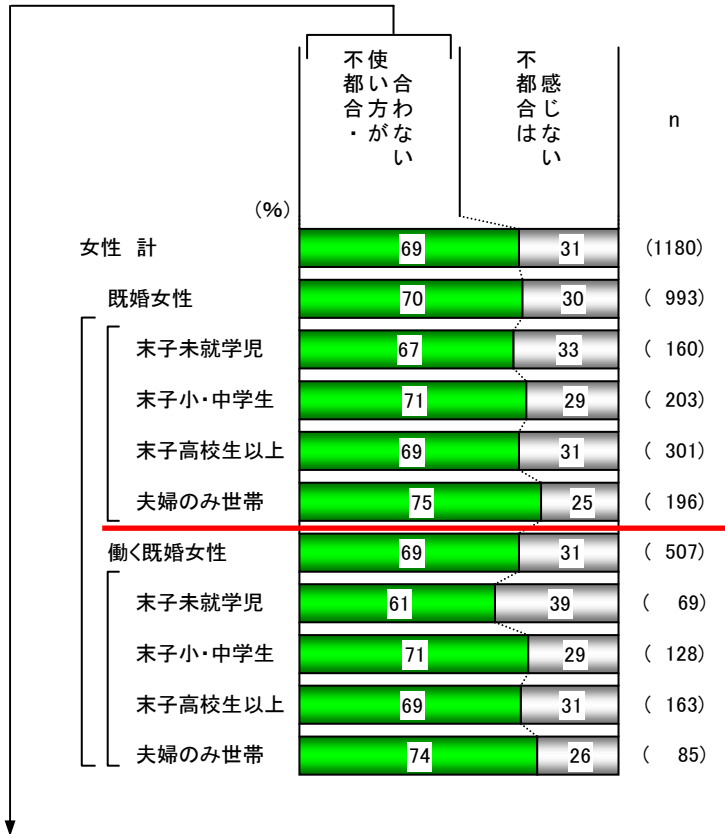 不都合・
使い方が
合わない
不都合は
感じない
n
(%)
女性 計 69 31 (1180)
既婚女性 70 30 ( 993)
末子未就学児 67 33 ( 160)
末子小・中学生 71 29 ( 203)
末子高校生以上 69 31 ( 301)
夫婦のみ世帯 75 25 ( 196)
働く既婚女性 69 31 ( 507)
末子未就学児 61 39 ( 69)
末子小・中学生 71 29 ( 128)
末子高校生以上 69 31 ( 163)
夫婦のみ世帯 74 26 ( 85)